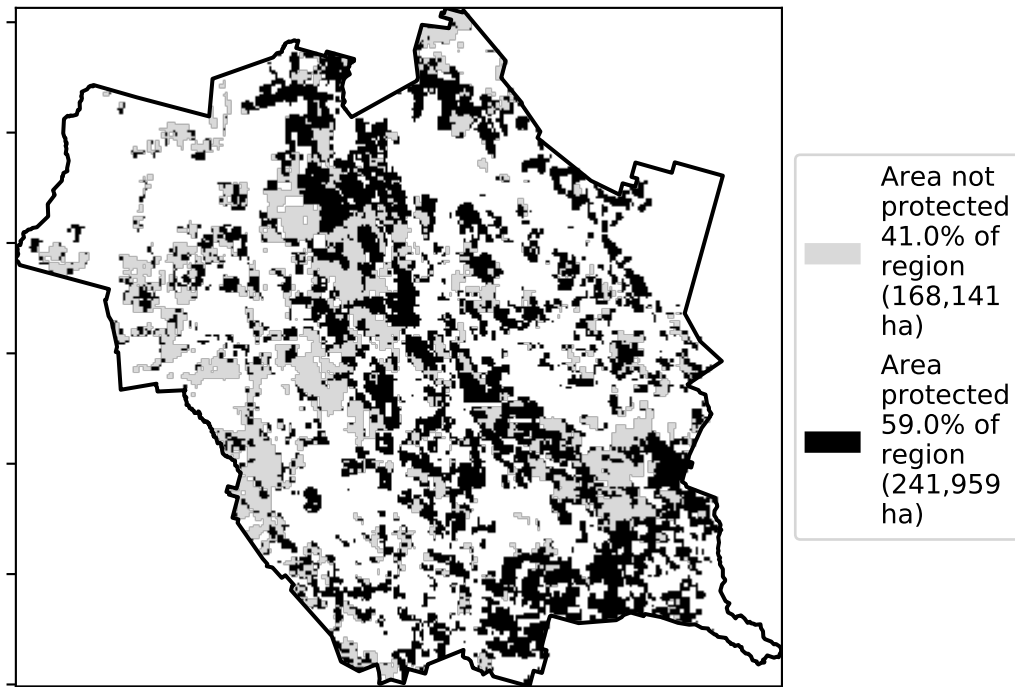 Area not
protected
41.0% of
region
(168,141
ha)
Area
protected
59.0% of
region
(241,959
ha)